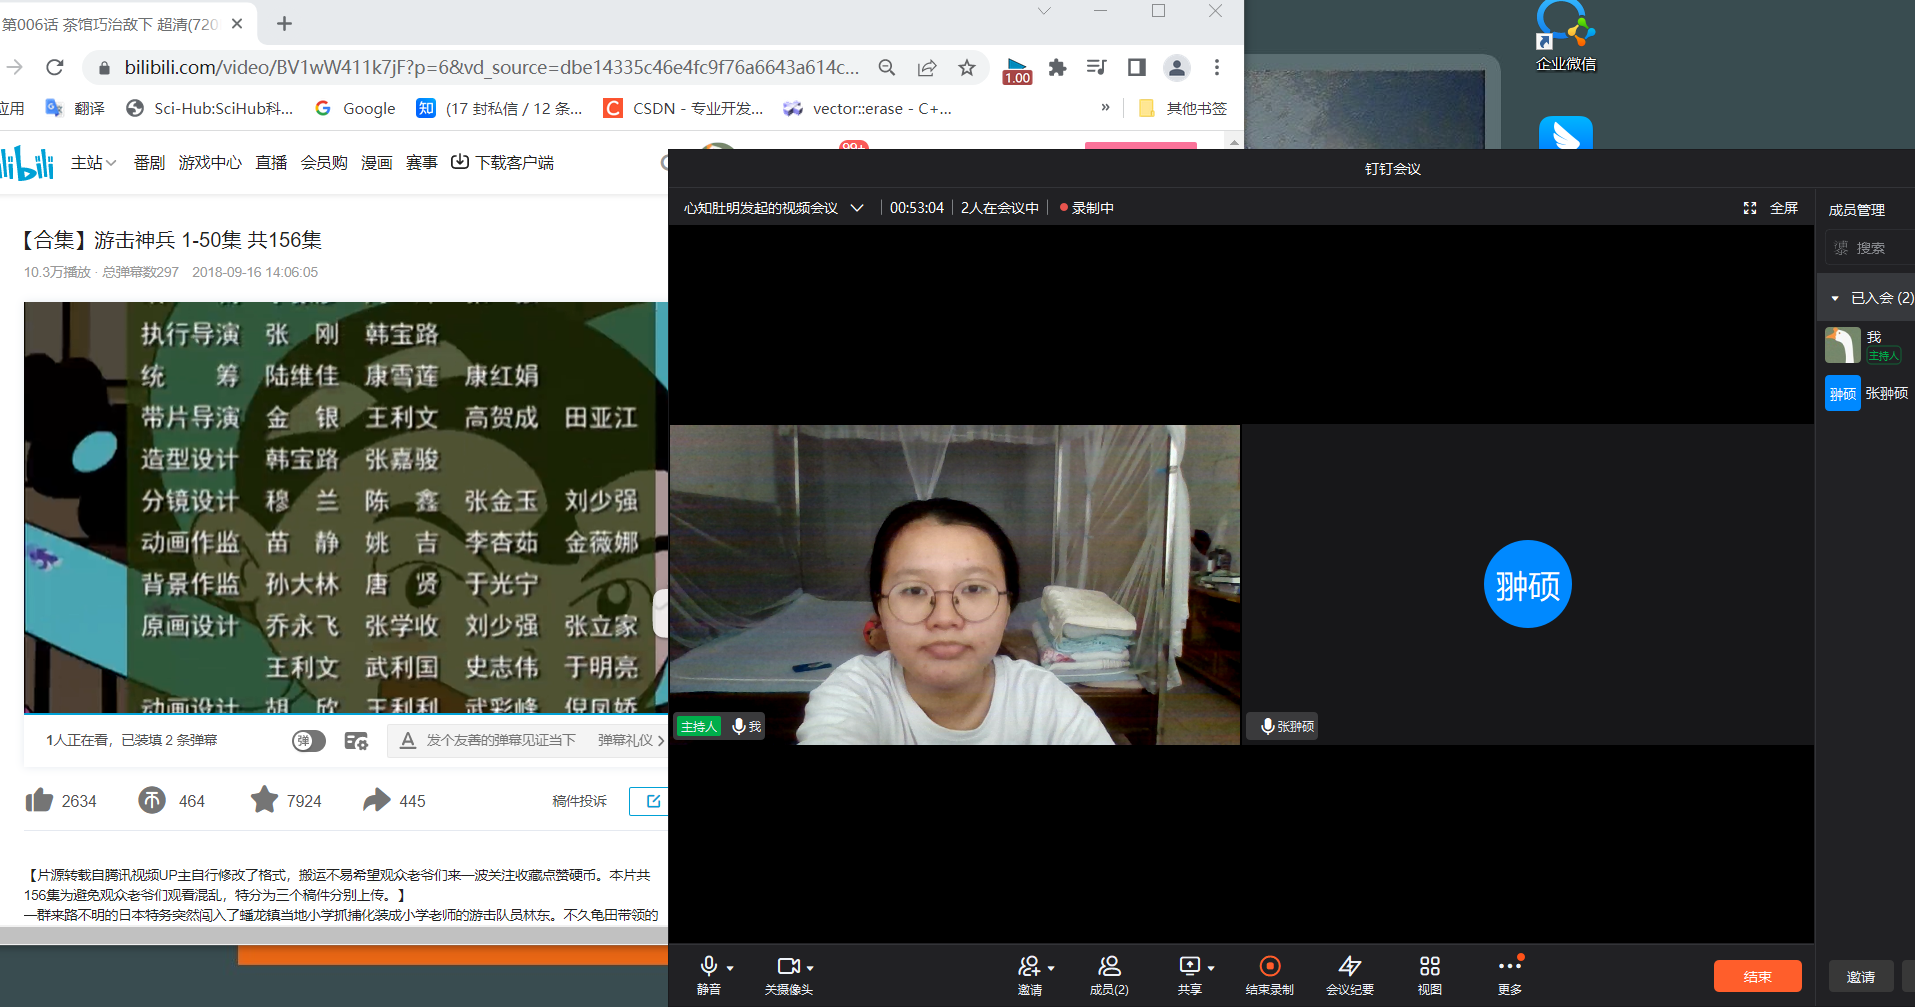 第006话 茶馆巧治敌下 超清(720
bilibili.com/video/BV1wW411k7jF?p=6&vd_source=dbe14335c46e4fc9f76a6643a614c...
1.00
应用
翻译
Sci-Hub:SciHub科...
Google
知 (17 封私信 / 12 条...
C CSDN - 专业开发...
vector::erase - C+...
»
其他书签
bilibili
主站
番剧
游戏中心
直播
会员购
漫画
赛事
下载客户端
99+
【合集】游击神兵 1-50集 共156集
10.3万播放 · 总弹幕数297 2018-09-16 14:06:05
执行导演 张 刚 韩宝路
统 筹 陆维佳 康雪莲 康红娟
带片导演 金 银 王利文 高贺成 田亚江
造型设计 韩宝路 张嘉骏
分镜设计 穆 兰 陈 鑫 张金玉 刘少强
动画作监 苗 静 姚 吉 李杏茹 金薇娜
背景作监 孙大林 唐 贤 于光宁
原画设计 乔永飞 张学收 刘少强 张立家
王利文 武利国 史志伟 于明亮
动画设计 胡 欣 王利利 武彩峰 倪凤娇
1人正在看，已装填 2 条弹幕
弹
A 发个友善的弹幕见证当下
弹幕礼仪
2634
464
7924
445
稿件投诉
【片源转载自腾讯视频UP主自行修改了格式，搬运不易希望观众老爷们来一波关注收藏点赞硬币。本片共
156集为避免观众老爷们观看混乱，特分为三个稿件分别上传。】
一群来路不明的日本特务突然闯入了蟠龙镇当地小学抓捕化装成小学老师的游击队员林东。不久龟田带领的
企业微信
钉钉会议
心知肚明发起的视频会议
00:53:04
2人在会议中
录制中
全屏
成员管理
搜索
已入会 (2)
我
主持人
翀硕 张翀硕
翀硕
主持人 我
张翀硕
静音
关摄像头
邀请
成员(2)
共享
结束录制
会议纪要
视图
更多
结束
邀请